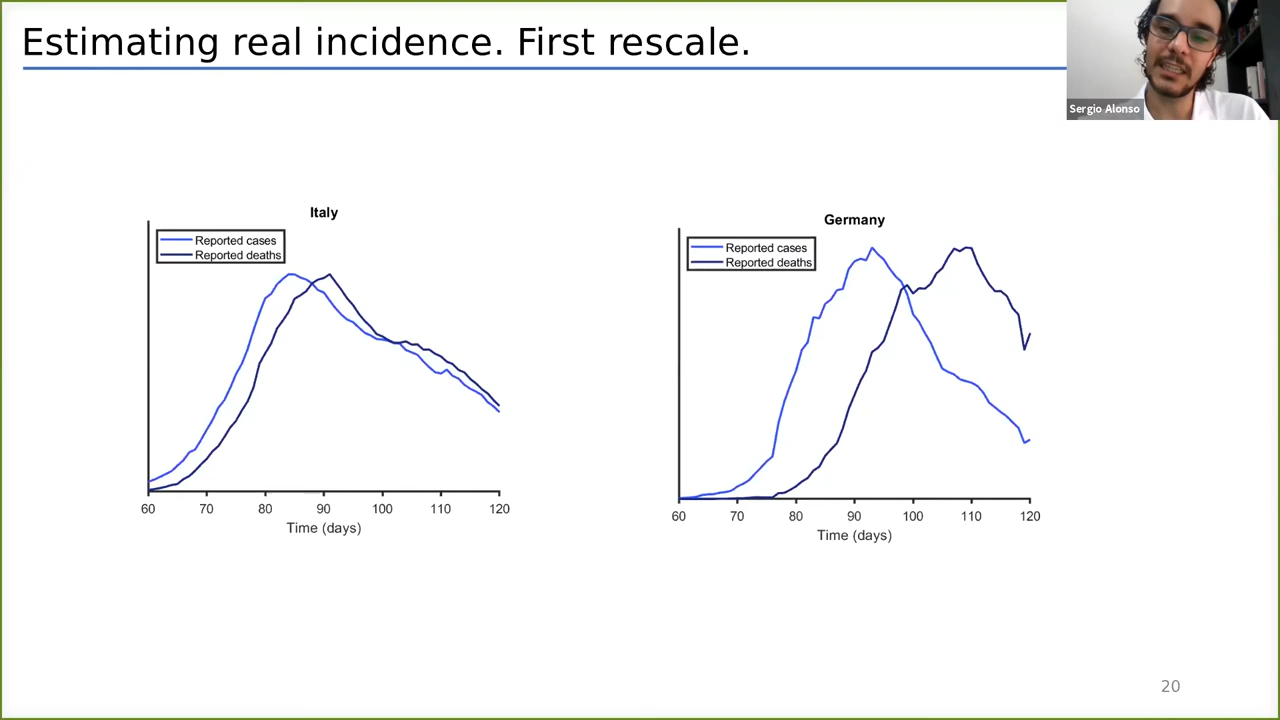 Estimating real incidence. First rescale.
Sergio Alonso
Italy
Reported cases
Reported deaths
60 70 80 90 100 110 120
Time (days)
Germany
Reported cases
Reported deaths
60 70 80 90 100 110 120
Time (days)
20